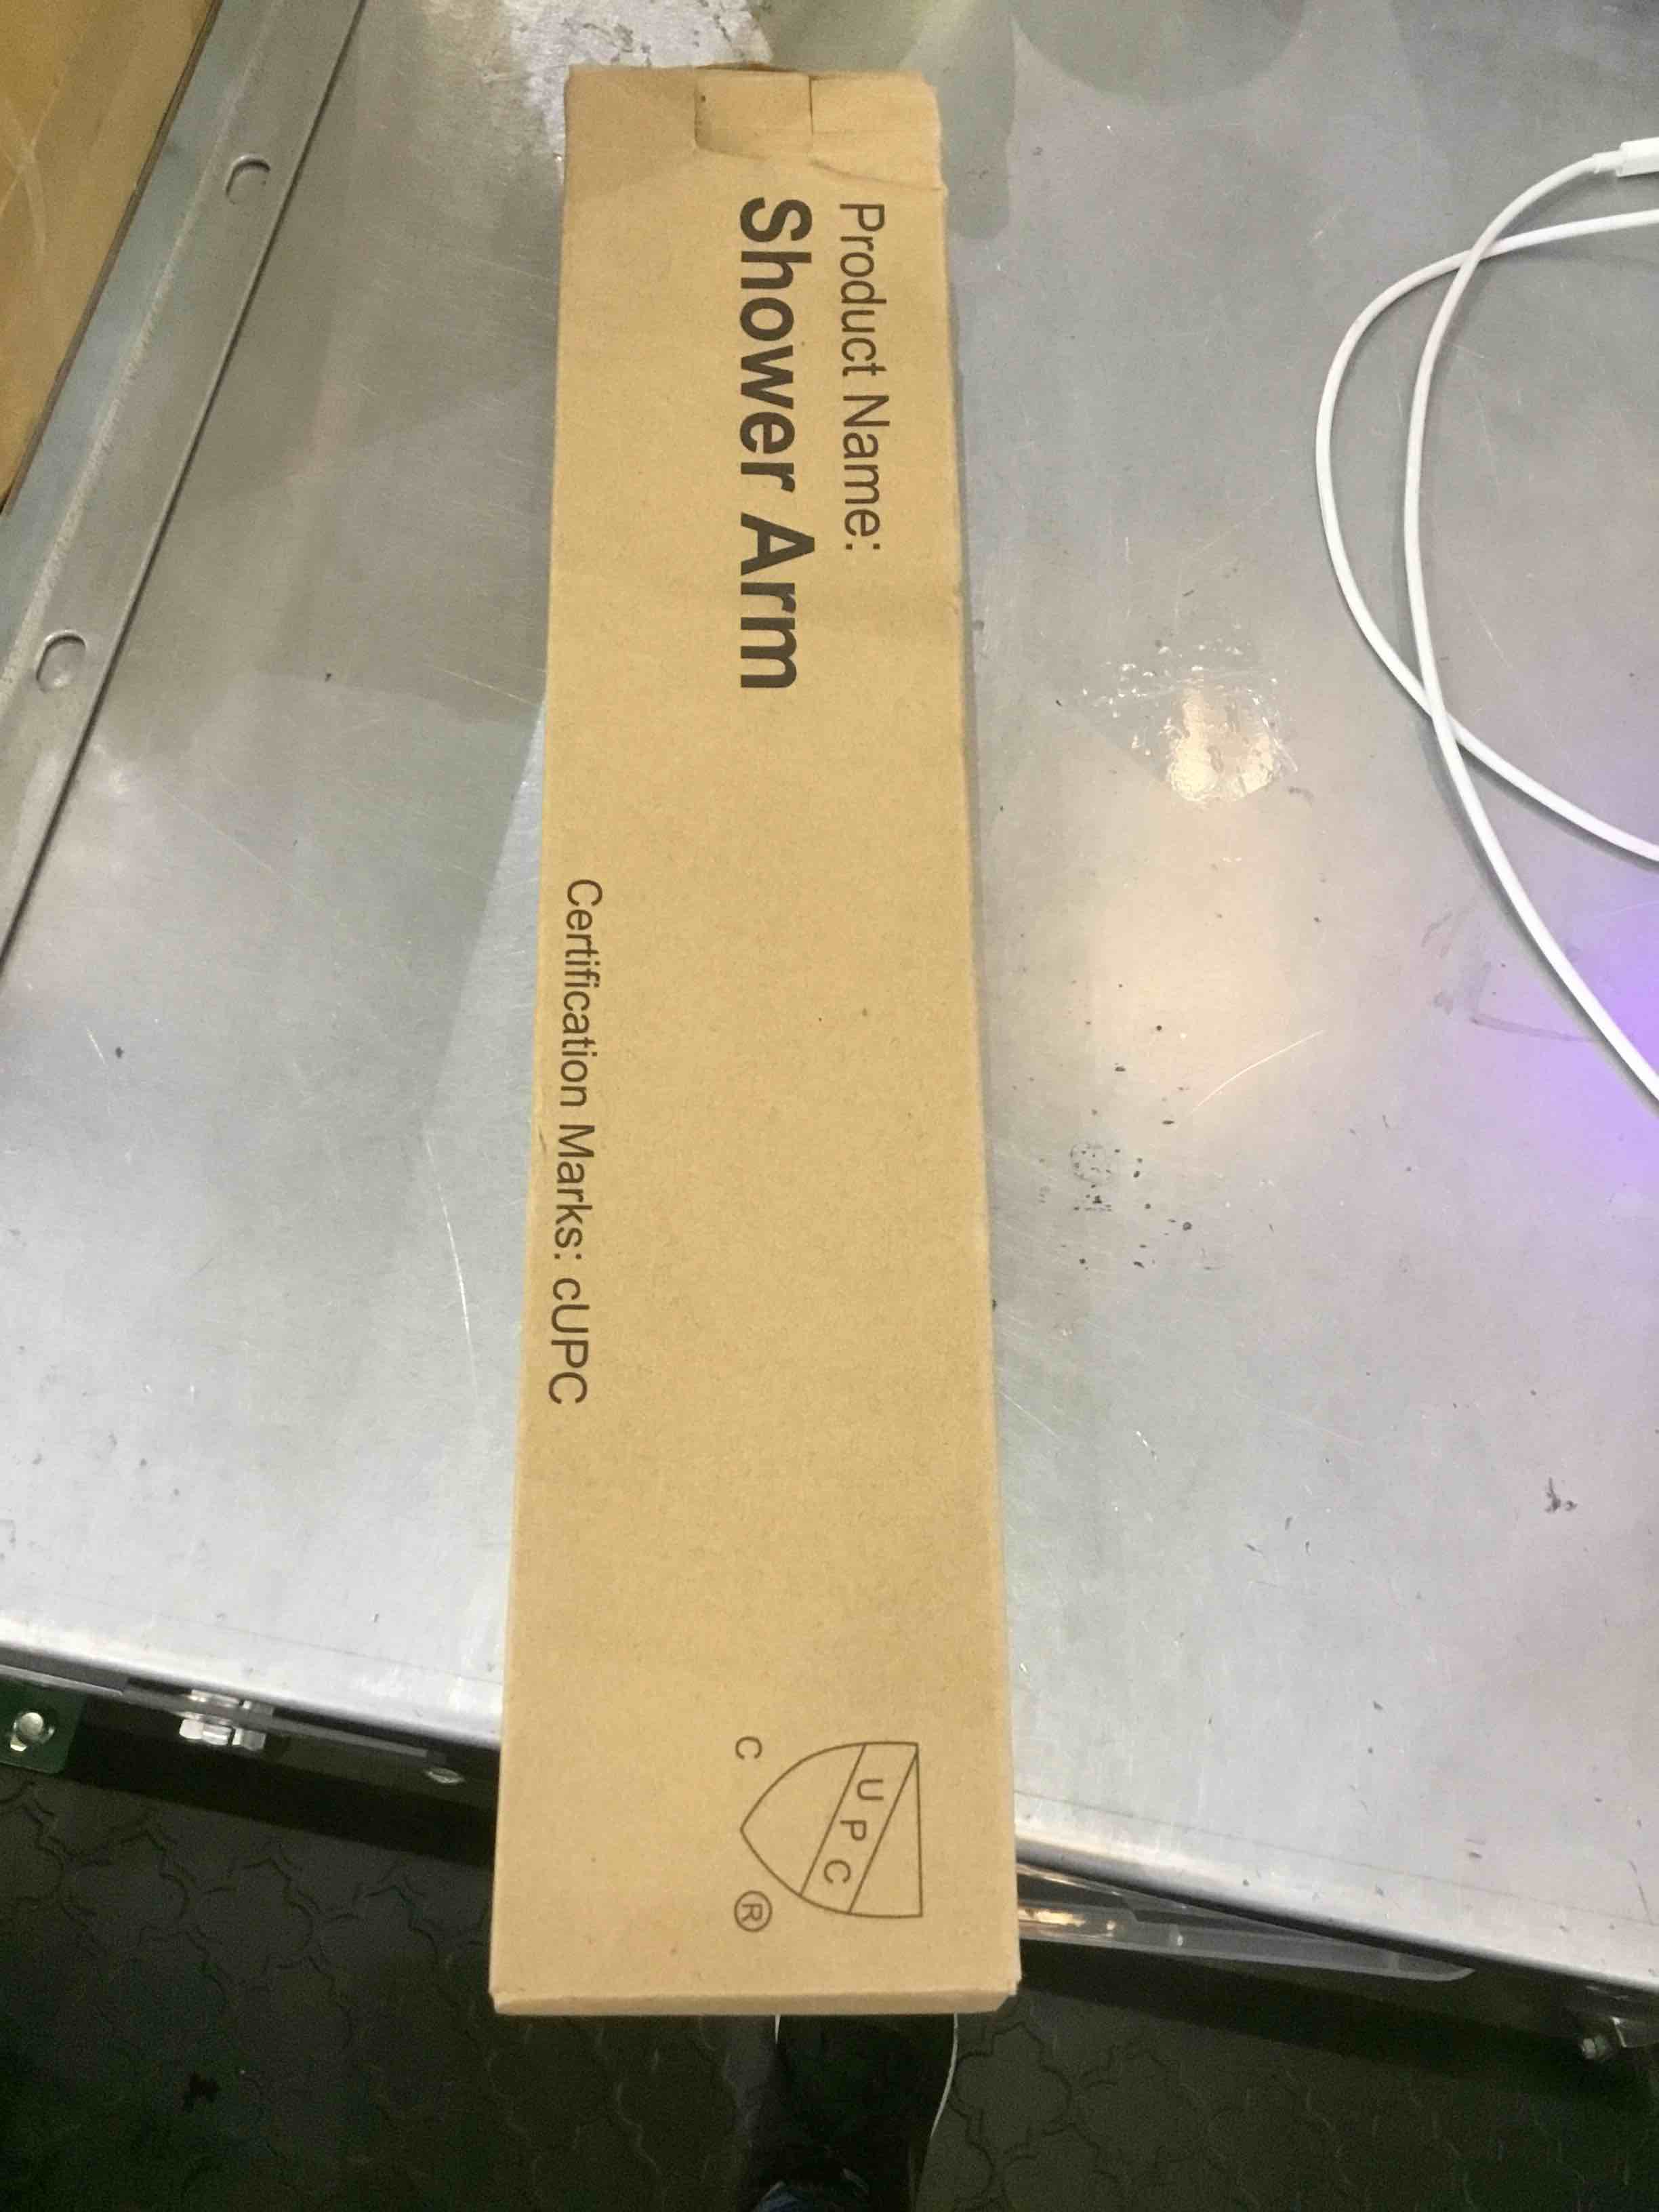 Product Name:
Shower Arm
Certification Marks: cUPC
UPC
C ®